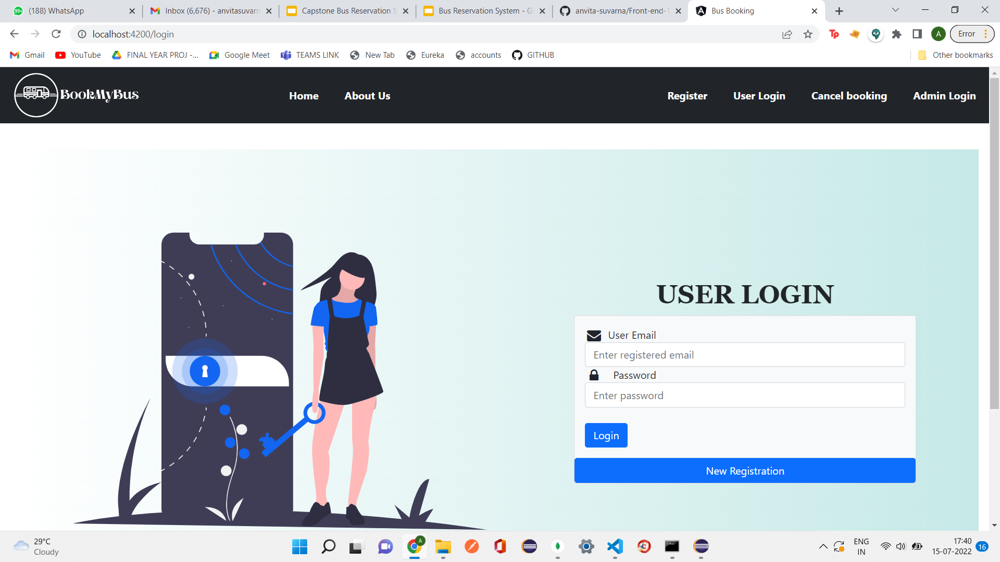 (188) WhatsApp
Inbox (6,676) - anvitasuvarn
Capstone Bus Reservation S
Bus Reservation System - Go
anvita-suvarna/Front-end-1
Bus Booking
localhost:4200/login
Tp
A
Error
Gmail
YouTube
FINAL YEAR PROJ -...
Google Meet
TEAMS LINK
New Tab
Eureka
accounts
GITHUB
Other bookmarks
BookMyBus
Home
About Us
Register
User Login
Cancel booking
Admin Login
USER LOGIN
User Email
Enter registered email
Password
Enter password
Login
New Registration
29°C
Cloudy
A
ENG
IN
17:40
15-07-2022
16